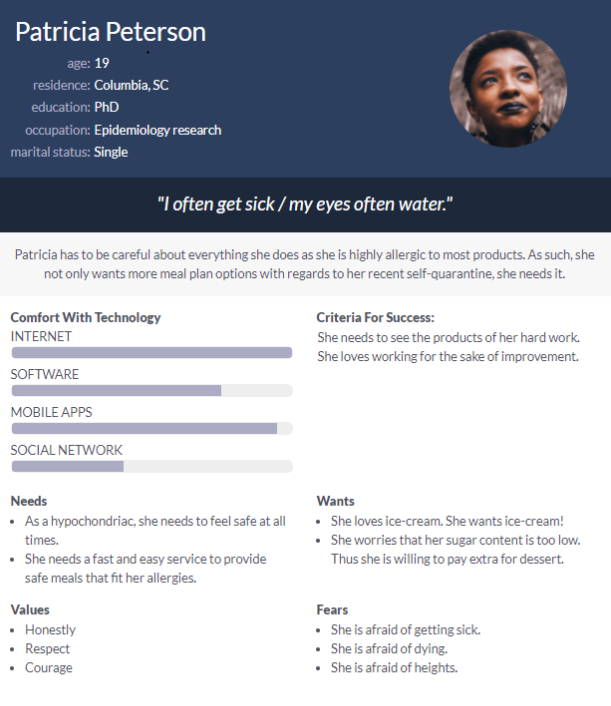 Patricia Peterson
age: 19
residence: Columbia, SC
education: PhD
occupation: Epidemiology research
marital status: Single
"I often get sick / my eyes often water."
Patricia has to be careful about everything she does as she is highly allergic to most products. As such, she
not only wants more meal plan options with regards to her recent self-quarantine, she needs it.
Comfort With Technology
INTERNET
SOFTWARE
MOBILE APPS
SOCIAL NETWORK
Criteria For Success:
She needs to see the products of her hard work.
She loves working for the sake of improvement.
Needs
• As a hypochondriac, she needs to feel safe at all
times.
• She needs a fast and easy service to provide
safe meals that fit her allergies.
Wants
• She loves ice-cream. She wants ice-cream!
• She worries that her sugar content is too low.
Thus she is willing to pay extra for dessert.
Values
• Honestly
• Respect
• Courage
Fears
• She is afraid of getting sick.
• She is afraid of dying.
• She is afraid of heights.